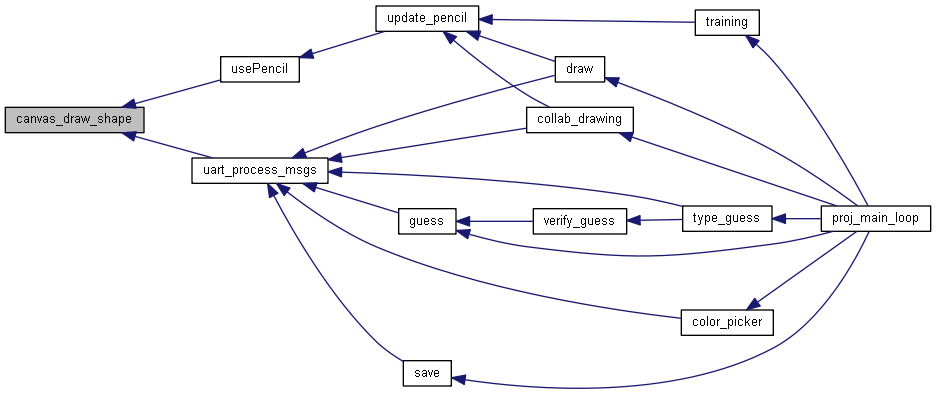 update_pencil
training
usePencil
draw
canvas_draw_shape
collab_drawing
uart_process_msgs
guess
verify_guess
type_guess
proj_main_loop
color_picker
save